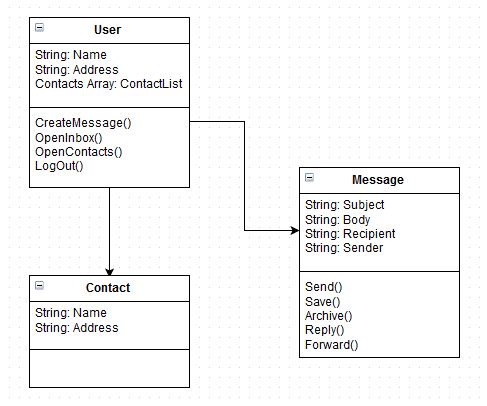 User
String: Name
String: Address
Contacts Array: ContactList
CreateMessage()
OpenInbox()
OpenContacts()
LogOut()
Message
String: Subject
String: Body
String: Recipient
String: Sender
Send()
Save()
Archive()
Reply()
Forward()
Contact
String: Name
String: Address